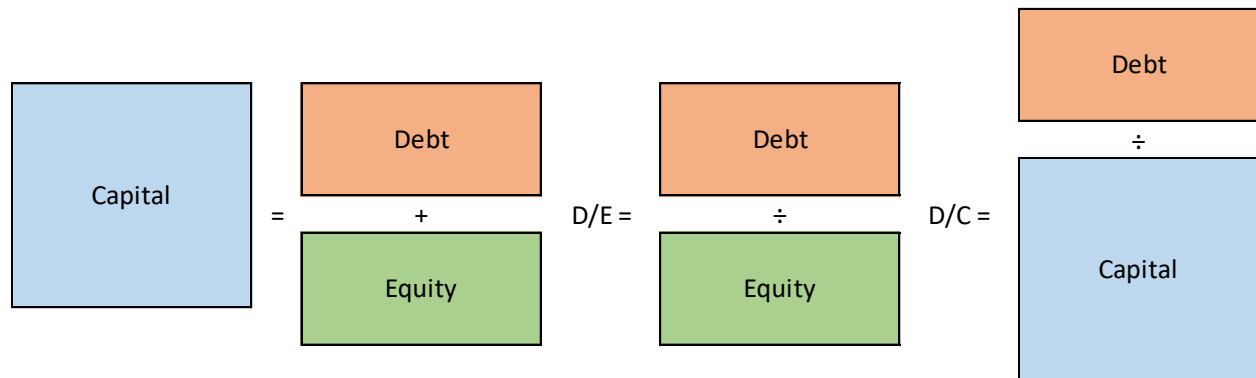 Capital
=
Debt
+
Equity
D/E =
Debt
÷
Equity
D/C =
Debt
÷
Capital